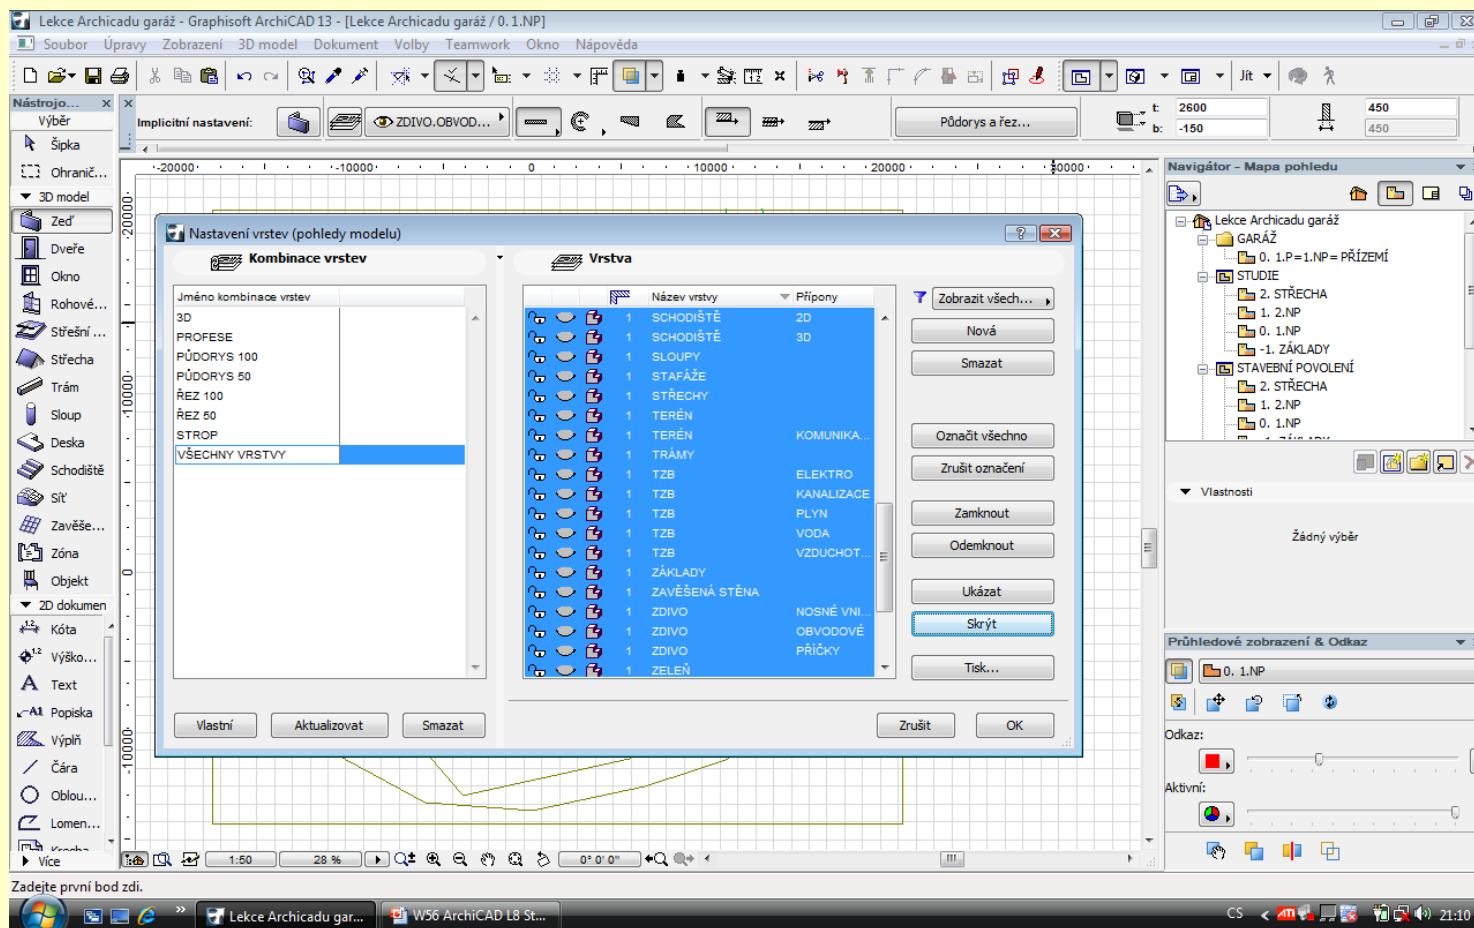 Lekce Archicadu garáž - Graphisoft ArchiCAD 13 - [Lekce Archicadu garáž / 0. 1.NP]
Soubor Úpravy Zobrazení 3D model Dokument Volby Teamwork Okno Nápověda
Jít
Nástrojo... x x
Výběr
Implicitní nastavení: ZDIVO.OBVOD... Půdorys a řez... t: 2600 450
b: -150 450
Šipka
Ohranič...
3D model
Zeď
Dveře
Okno
Rohové...
Střešní ...
Střecha
Trám
Sloup
Deska
Schodiště
Síť
Zavěše...
Zóna
Objekt
2D dokumen
Kóta
Výško...
Text
Popiska
Výplň
Čára
Oblou...
Lomen...
Více
-20000 -10000 0 10000 20000
-20000
-10000
0
-10000
Nastavení vrstev (pohledy modelu)
Kombinace vrstev
Jméno kombinace vrstev
3D
PROFESE
PŮDORYS 100
PŮDORYS 50
ŘEZ 100
ŘEZ 50
STROP
VŠECHNY VRSTVY
Vlastní Aktualizovat Smazat
Vrstva
Název vrstvy Přípony
1 SCHODIŠTĚ 2D
1 SCHODIŠTĚ 3D
1 SLOUPY
1 STAFÁŽE
1 STŘECHY
1 TERÉN
1 TERÉN KOMUNIKA...
1 TRÁMY
1 TZB ELEKTRO
1 TZB KANALIZACE
1 TZB PLYN
1 TZB VODA
1 TZB VZDUCHOT...
1 ZÁKLADY
1 ZAVĚŠENÁ STĚNA
1 ZDIVO NOSNÉ VNI...
1 ZDIVO OBVODOVÉ
1 ZDIVO PŘÍČKY
1 ZELEŇ
Zobrazit všech...
Nová
Smazat
Označit všechno
Zrušit označení
Zamknout
Odemknout
Ukázat
Skrýt
Tisk...
Zrušit OK
Navigátor - Mapa pohledu
Lekce Archicadu garáž
GARÁŽ
0. 1.P=1.NP= PŘÍZEMÍ
STUDIE
2. STŘECHA
1. 2.NP
0. 1.NP
-1. ZÁKLADY
STAVEBNÍ POVOLENÍ
2. STŘECHA
1. 2.NP
0. 1.NP
Vlastnosti
Žádný výběr
Průhledové zobrazení & Odkaz
0. 1.NP
Odkaz:
Aktivní:
1:50 28 % 0° 0' 0"
Zadejte první bod zdi.
Lekce Archicadu gar... W56 ArchiCAD L8 St... CS 21:10